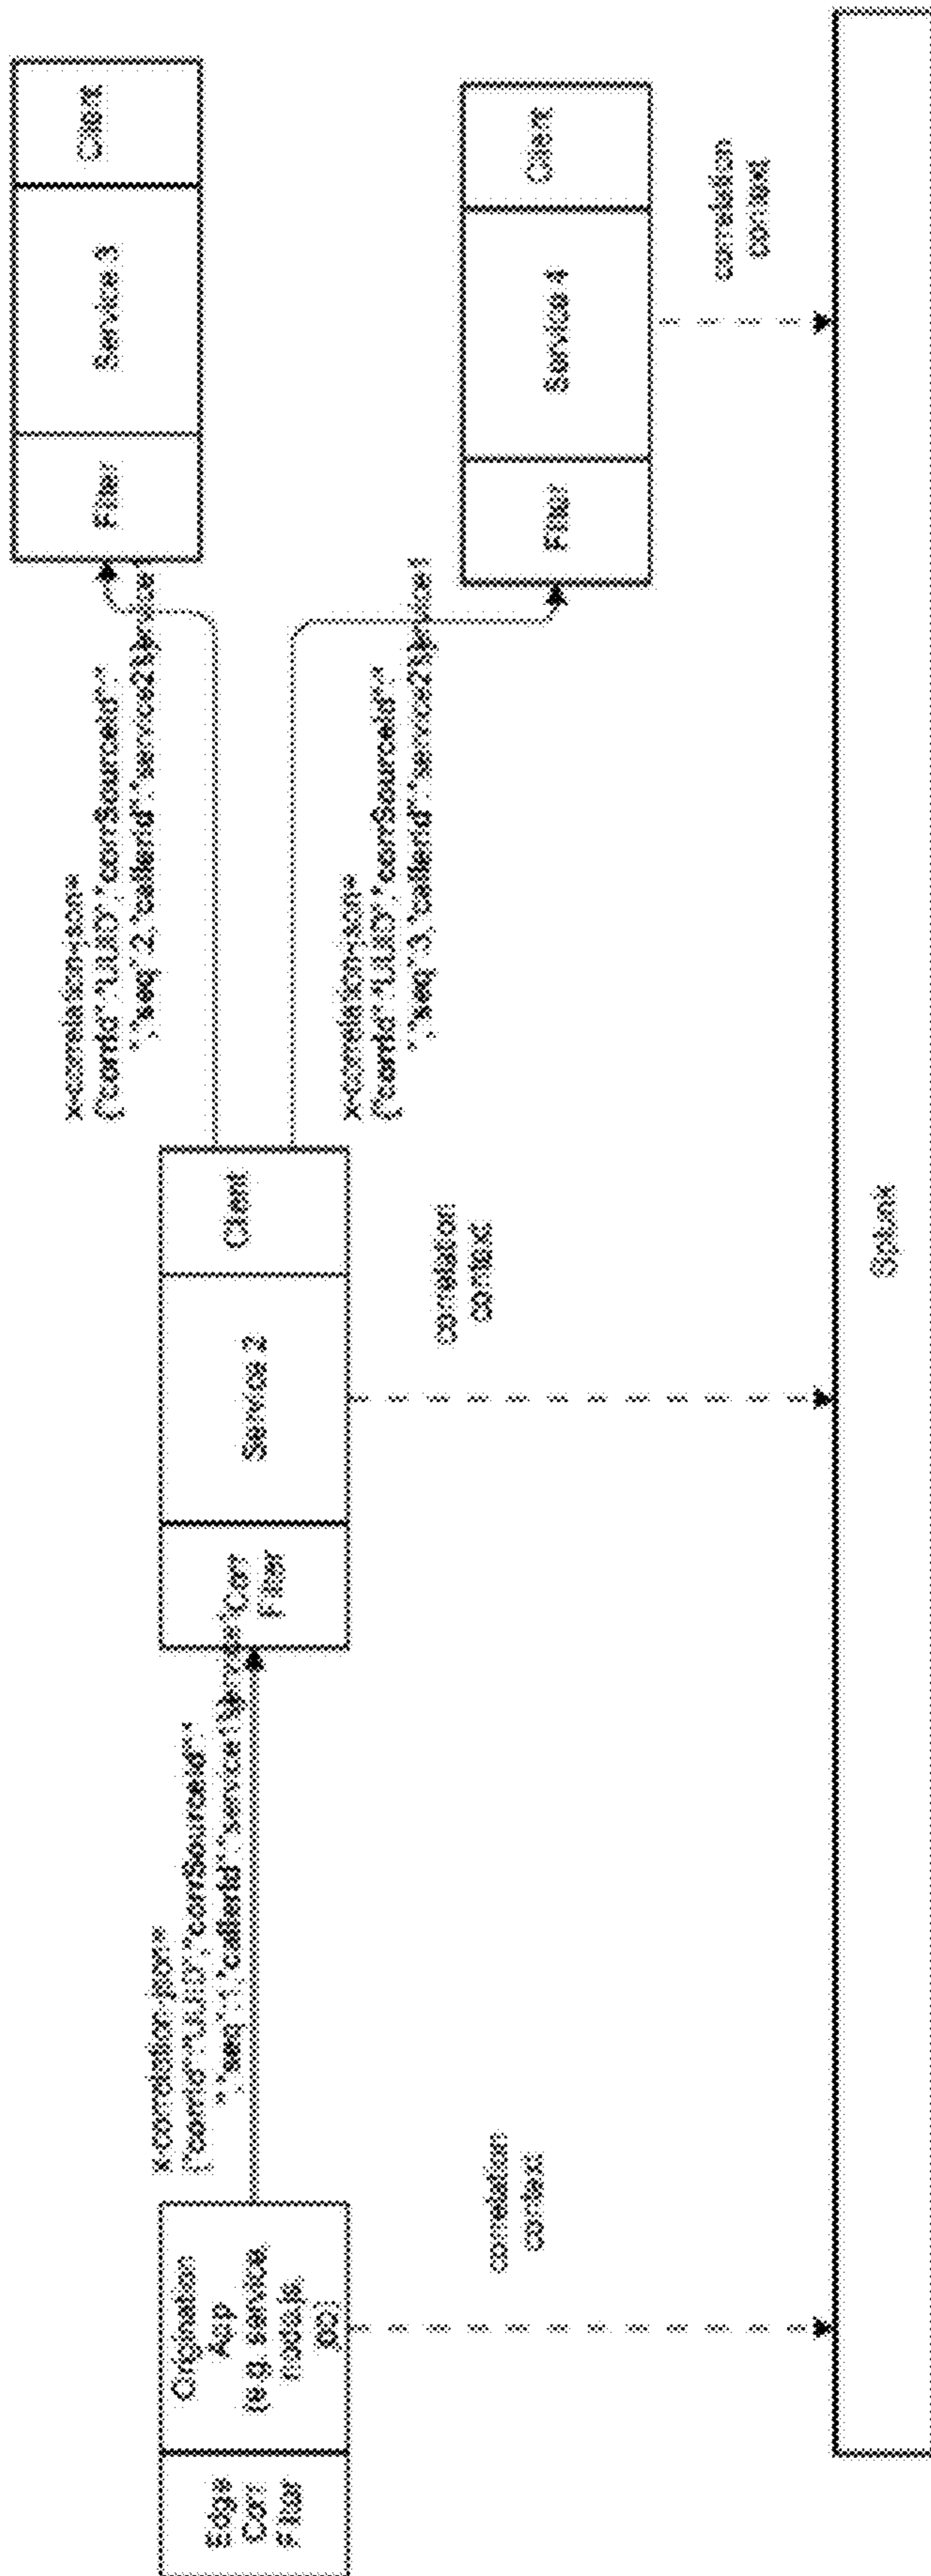 Edge
Corr
Filter
Origination
App
(e.g. service,
correlation
context
x-correlation-json=
{"corrId":"UUID","corrSourceId":"
","seq":1,"callerId":"service1
Corr
Filter
Service 2
Client
correlation
context
x-correlation-json=
{"corrId":"UUID","corrSourceId":"
","seq":2,"callerId":"service2
x-correlation-json=
{"corrId":"UUID","corrSourceId":"
","seq":3,"callerId":"service2
Filter
Service 3
Client
Filter
Service 4
Client
correlation
context
Splunk